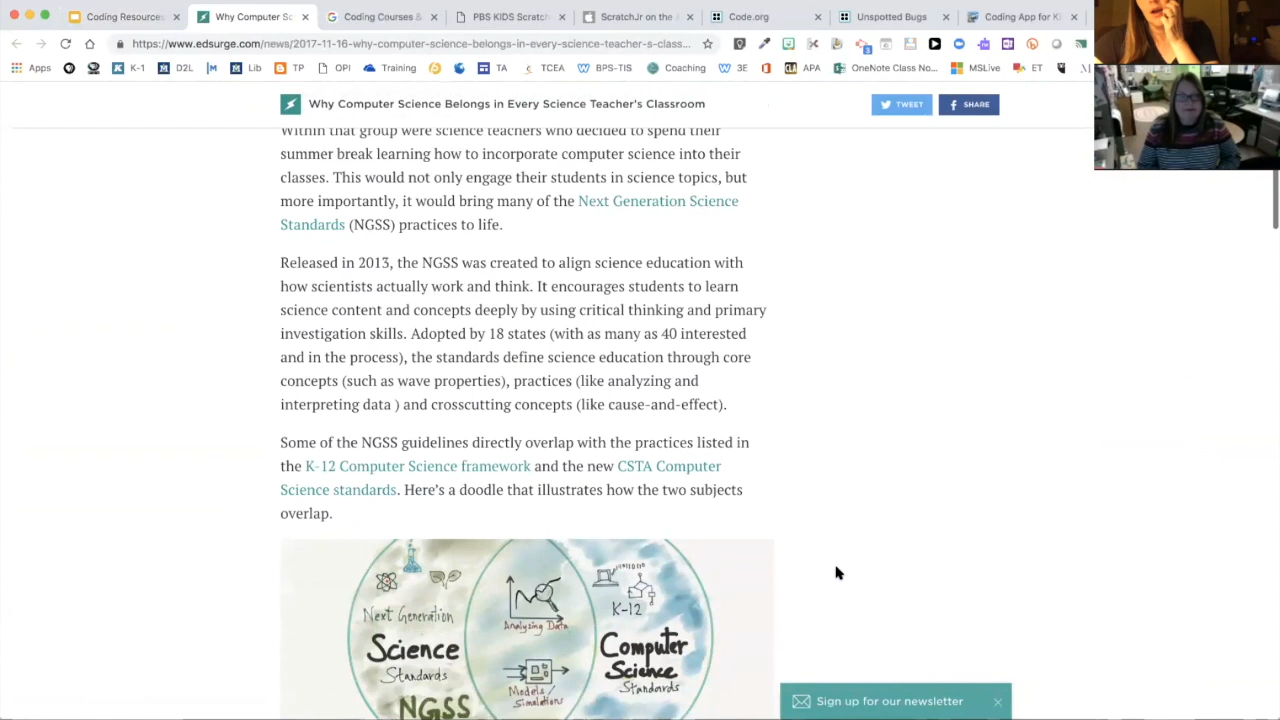 Coding Resources
Why Computer Sc
Coding Courses &
PBS KIDS Scratch
ScratchJr on the A
Code.org
Unspotted Bugs
Coding App for Ki
https://www.edsurge.com/news/2017-11-16-why-computer-science-belongs-in-every-science-teacher-s-class...
Apps
K-1
D2L
Lib
TP
OPI
Training
TA
TCEA
BPS-TIS
Coaching
3E
APA
OneNote Class No...
MSLive
ET
Why Computer Science Belongs in Every Science Teacher's Classroom
TWEET
SHARE
Within that group were science teachers who decided to spend their
summer break learning how to incorporate computer science into their
classes. This would not only engage their students in science topics, but
more importantly, it would bring many of the Next Generation Science
Standards (NGSS) practices to life.
Released in 2013, the NGSS was created to align science education with
how scientists actually work and think. It encourages students to learn
science content and concepts deeply by using critical thinking and primary
investigation skills. Adopted by 18 states (with as many as 40 interested
and in the process), the standards define science education through core
concepts (such as wave properties), practices (like analyzing and
interpreting data ) and crosscutting concepts (like cause-and-effect).
Some of the NGSS guidelines directly overlap with the practices listed in
the K-12 Computer Science framework and the new CSTA Computer
Science standards. Here’s a doodle that illustrates how the two subjects
overlap.
Next Generation
Science
Standards
NGSS
Analyzing Data
Models/
Simulations
K-12
Computer
Science
Standards
Sign up for our newsletter